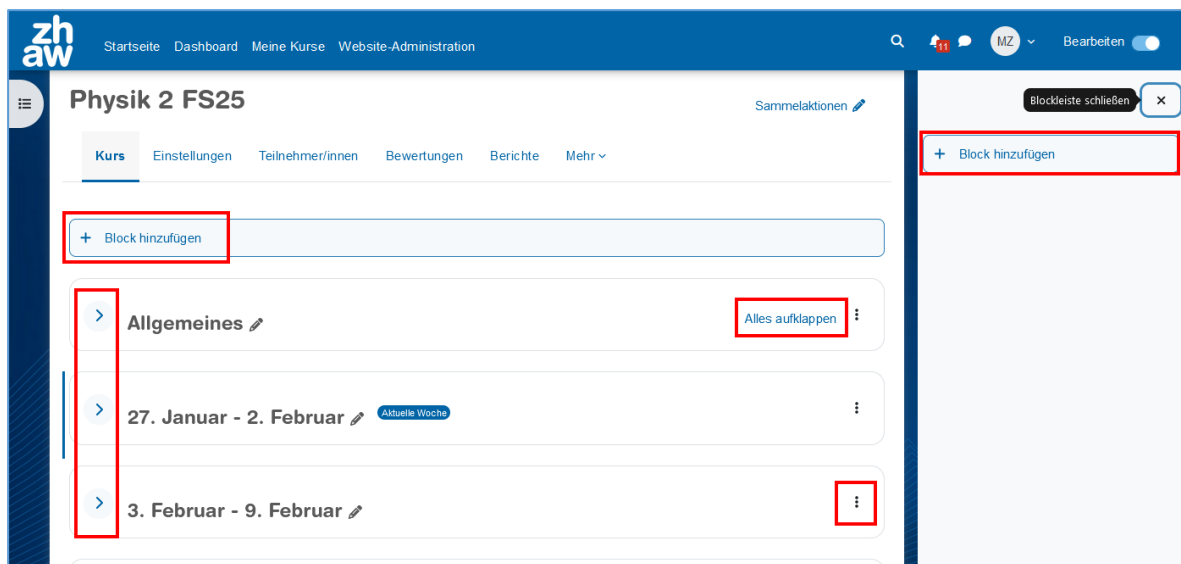 zh
aw
Startseite Dashboard Meine Kurse Website-Administration
11
MZ
Bearbeiten
Physik 2 FS25
Sammelaktionen
Blockleiste schließen
Kurs Einstellungen Teilnehmer/innen Bewertungen Berichte Mehr
+ Block hinzufügen
+ Block hinzufügen
Allgemeines
Alles aufklappen
27. Januar - 2. Februar
Aktuelle Woche
3. Februar - 9. Februar